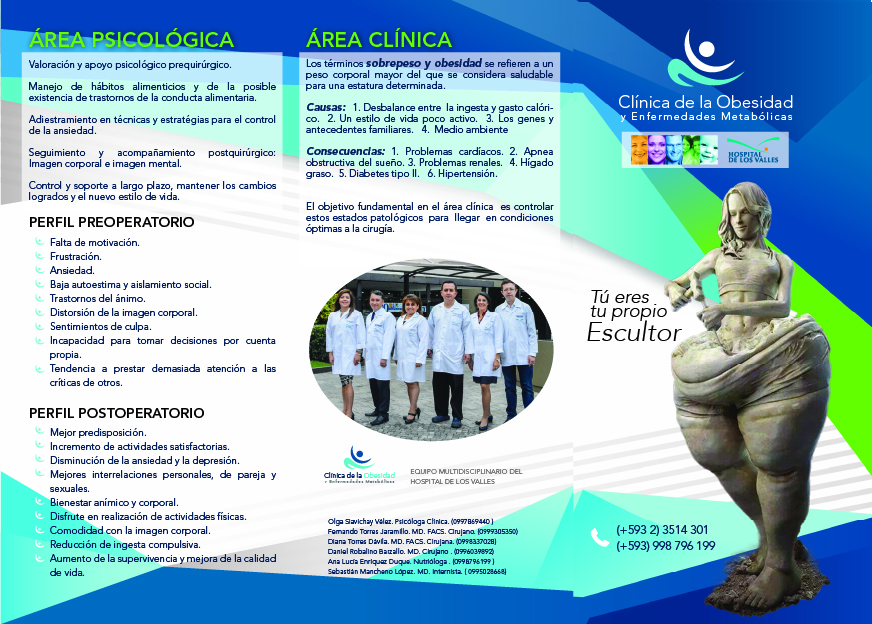 ÁREA PSICOLÓGICA
Valoración y apoyo psicológico prequirúrgico.
Manejo de hábitos alimenticios y de la posible
existencia de trastornos de la conducta alimentaria.
Adiestramiento en técnicas y estratégias para el control
de la ansiedad.
Seguimiento y acompañamiento postquirúrgico:
Imagen corporal e imagen mental.
Control y soporte a largo plazo, mantener los cambios
logrados y el nuevo estilo de vida.
PERFIL PREOPERATORIO
Falta de motivación.
Frustración.
Ansiedad.
Baja autoestima y aislamiento social.
Trastornos del ánimo.
Distorsión de la imagen corporal.
Sentimientos de culpa.
Incapacidad para tomar decisiones por cuenta
propia.
Tendencia a prestar demasiada atención a las
críticas de otros.
PERFIL POSTOPERATORIO
Mejor predisposición.
Incremento de actividades satisfactorias.
Disminución de la ansiedad y la depresión.
Mejores interrelaciones personales, de pareja y
sexuales.
Bienestar anímico y corporal.
Disfrute en realización de actividades físicas.
Comodidad con la imagen corporal.
Reducción de ingesta compulsiva.
Aumento de la supervivencia y mejora de la calidad
de vida.
ÁREA CLÍNICA
Los términos sobrepeso y obesidad se refieren a un
peso corporal mayor del que se considera saludable
para una estatura determinada.
Causas: 1. Desbalance entre la ingesta y gasto calóri-
co. 2. Un estilo de vida poco activo. 3. Los genes y
antecedentes familiares. 4. Medio ambiente
Consecuencias: 1. Problemas cardíacos. 2. Apnea
obstructiva del sueño. 3. Problemas renales. 4. Hígado
graso. 5. Diabetes tipo II. 6. Hipertensión.
El objetivo fundamental en el área clínica es controlar
estos estados patológicos para llegar en condiciones
óptimas a la cirugía.
Clínica de la Obesidad
y Enfermedades Metabólicas
EQUIPO MULTIDISCIPLINARIO DEL
HOSPITAL DE LOS VALLES
Olga Slavichay Vélez. Psicóloga Clínica. (0997869440 )
Fernando Torres Jaramillo. MD. FACS. Cirujano. (0999305350)
Diana Torres Dávila. MD. FACS. Cirujana. (0998337028)
Daniel Robalino Barzallo. MD. Cirujano . (0996039892)
Ana Lucía Enríquez Duque. Nutrióloga . (0998796199 )
Sebastián Mancheno López. MD. Internista. ( 0995028668)
Clínica de la Obesidad
y Enfermedades Metabólicas
HOSPITAL
DE LOS VALLES
Tú eres
tu propio
Escultor
(+593 2) 3514 301
(+593) 998 796 199